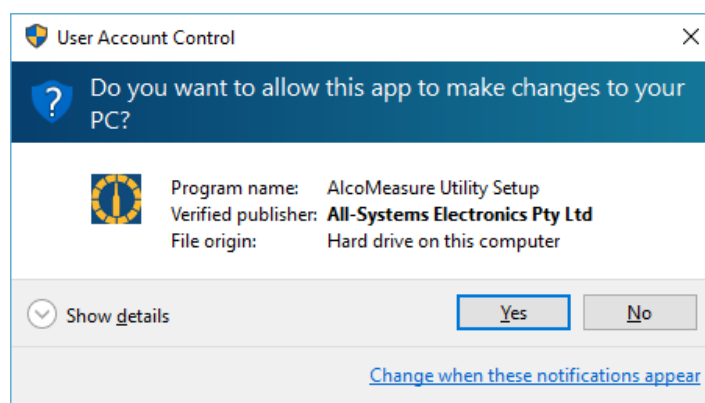 User Account Control
Do you want to allow this app to make changes to your
PC?
Program name: AlcoMeasure Utility Setup
Verified publisher: All-Systems Electronics Pty Ltd
File origin: Hard drive on this computer
Show details
Yes No
Change when these notifications appear